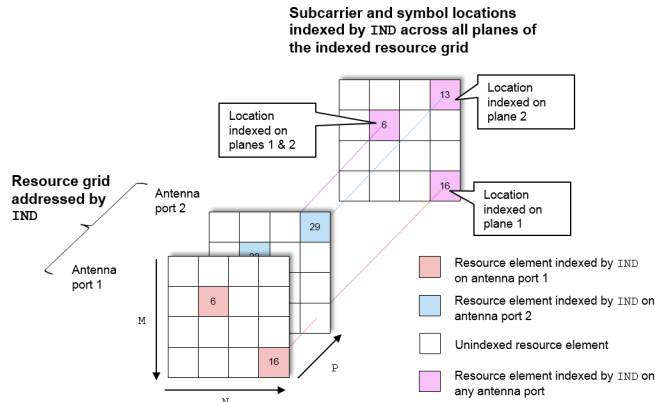 Subcarrier and symbol locations
indexed by IND across all planes of
the indexed resource grid
13
Location
indexed on
plane 2
Location
indexed on
planes 1 & 2
6
16
Location
indexed on
plane 1
Resource grid
addressed by
IND
Antenna
port 2
Antenna
port 1
29
6
16
M
N
P
Resource element indexed by IND
on antenna port 1
Resource element indexed by IND on
antenna port 2
Unindexed resource element
Resource element indexed by IND on
any antenna port